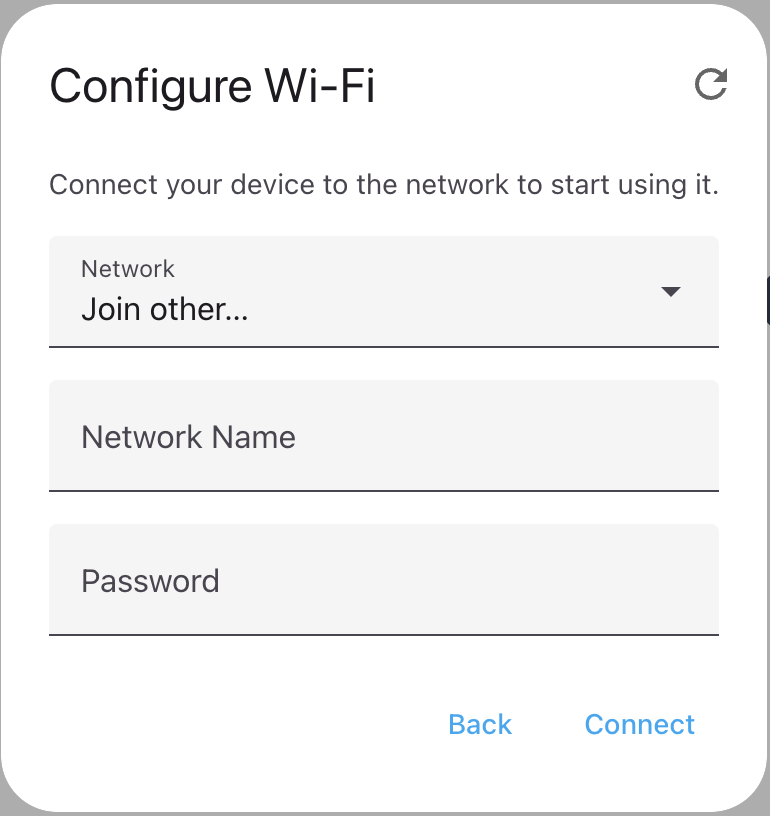 Configure Wi-Fi
Connect your device to the network to start using it.
Network
Join other...
Network Name
Password
Back Connect